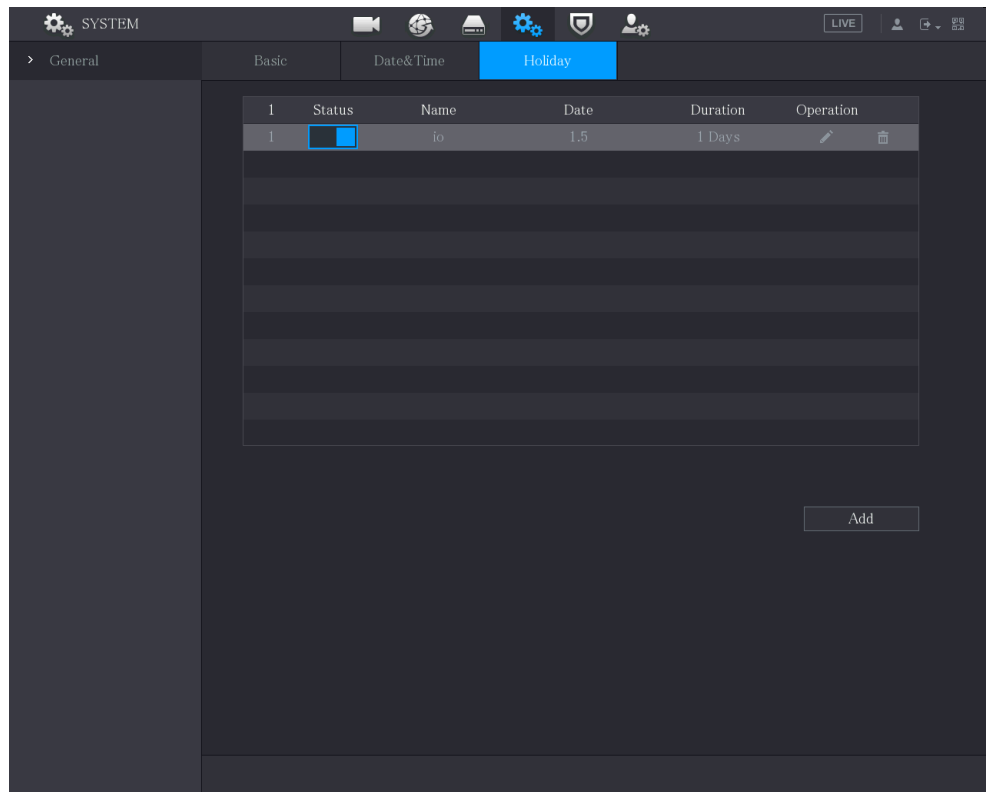 SYSTEM LIVE
General Basic Date&Time Holiday
1 Status Name Date Duration Operation
1 io 1.5 1 Days
Add